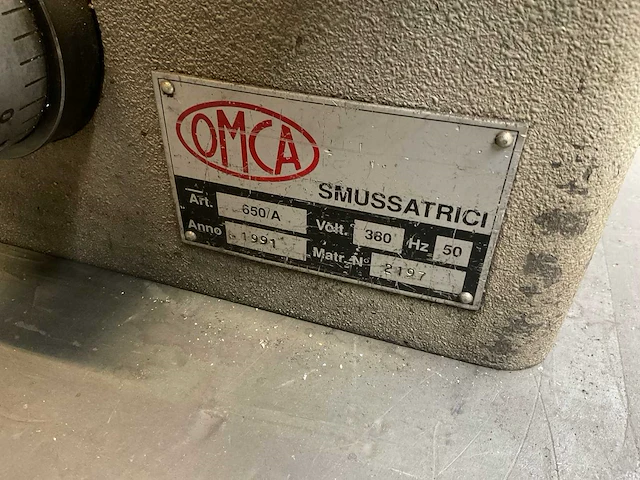 OMCA
SMUSSATRICI
Art. 650/A Volt. 380 Hz 50
Anno 1991 Matr. N° 2197